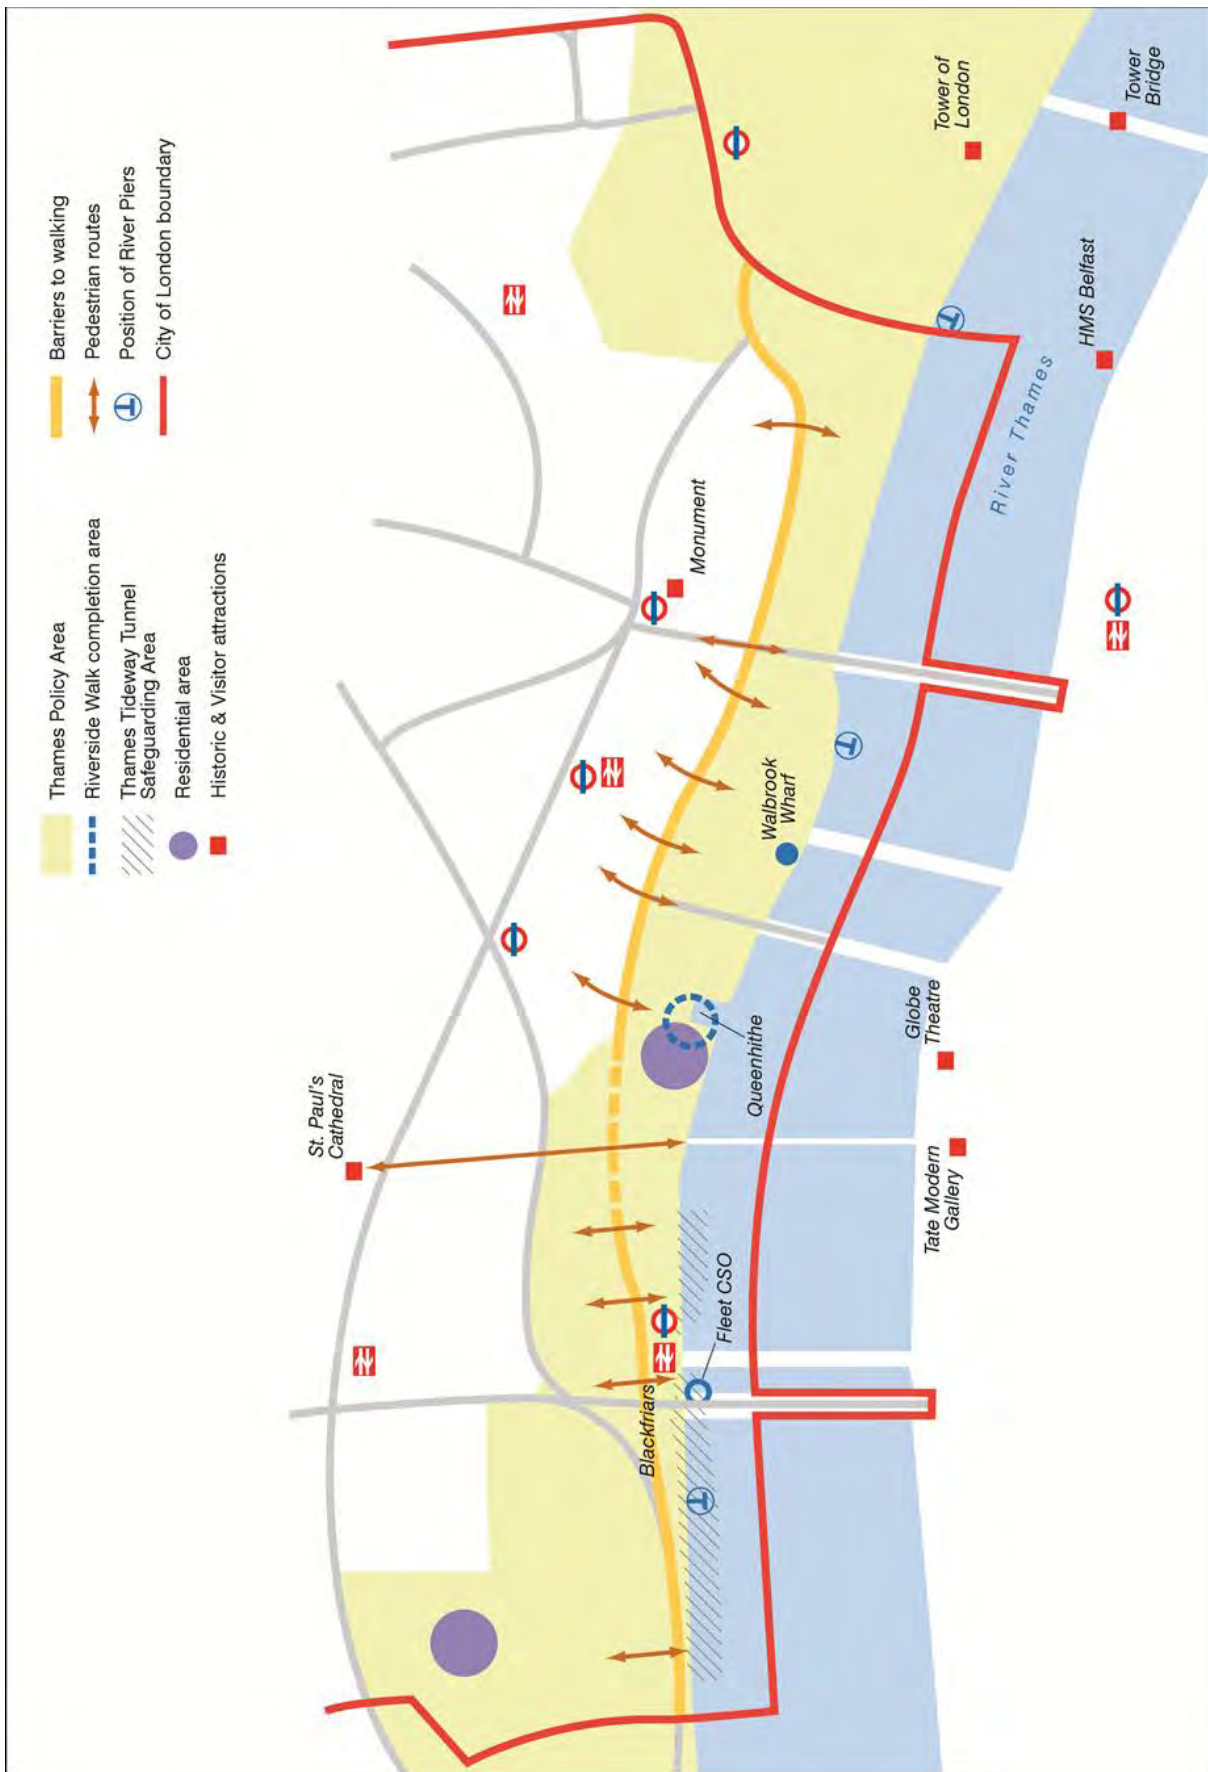 Thames Policy Area
Riverside Walk completion area
Thames Tideway Tunnel
Safeguarding Area
Residential area
Historic & Visitor attractions
Barriers to walking
Pedestrian routes
Position of River Piers
City of London boundary
St. Paul's
Cathedral
Monument
Blackfriars
Fleet CSO
Queenhithe
Walbrook
Wharf
Tate Modern
Gallery
Globe
Theatre
River Thames
HMS Belfast
Tower of
London
Tower
Bridge